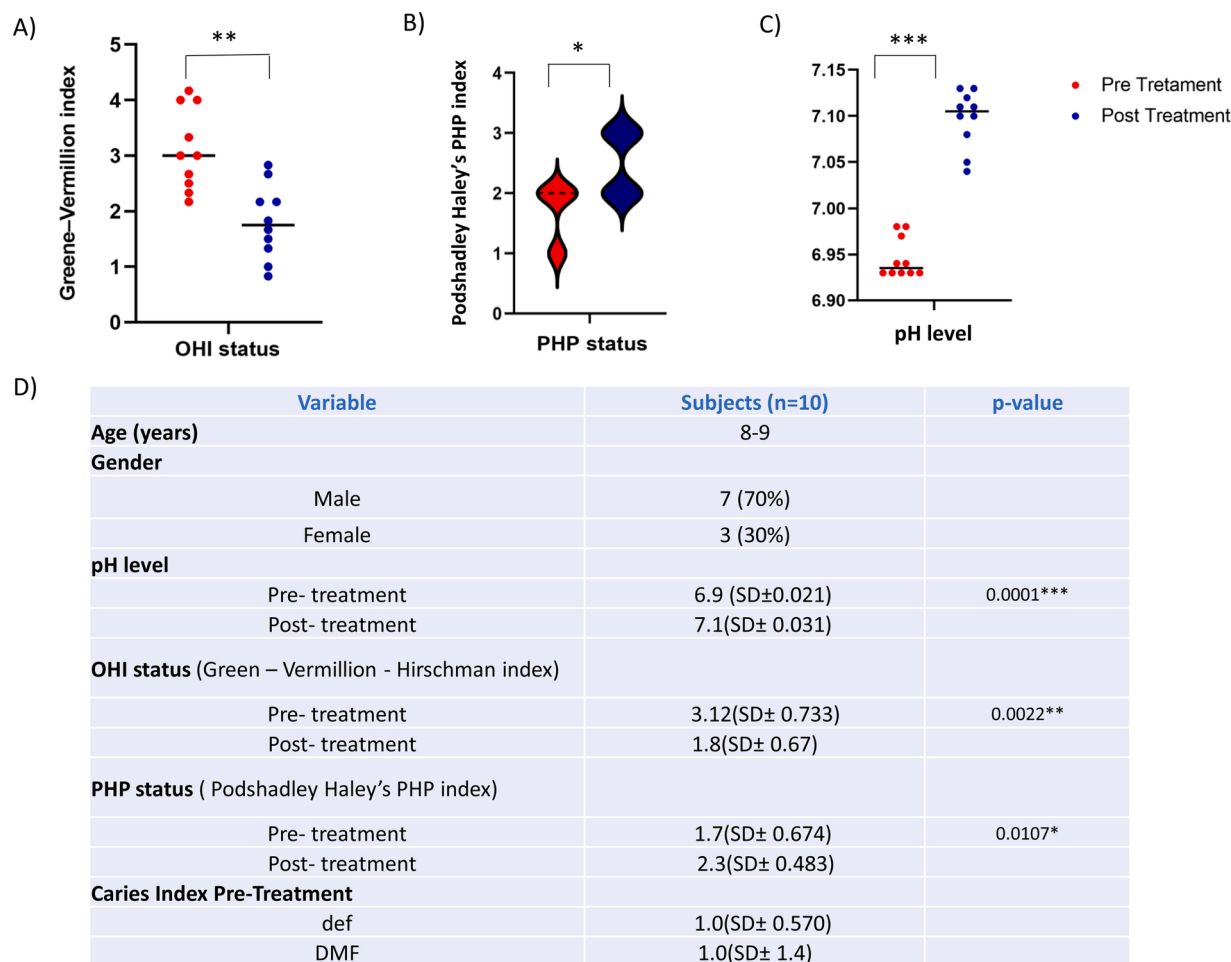 A)
**
Greene–Vermillion index
5
4
3
2
1
0
OHI status
B)
*
Podshadley Haley’s PHP index
4
3
2
1
0
PHP status
C)
***
7.15
7.10
7.05
7.00
6.95
6.90
pH level
Pre Tretament
Post Treatment
D)
Variable Subjects (n=10) p-value
Age (years) 8-9
Gender
Male 7 (70%)
Female 3 (30%)
pH level
Pre- treatment 6.9 (SD±0.021) 0.0001***
Post- treatment 7.1(SD± 0.031)
OHI status (Green – Vermillion - Hirschman index)
Pre- treatment 3.12(SD± 0.733) 0.0022**
Post- treatment 1.8(SD± 0.67)
PHP status ( Podshadley Haley’s PHP index)
Pre- treatment 1.7(SD± 0.674) 0.0107*
Post- treatment 2.3(SD± 0.483)
Caries Index Pre-Treatment
def 1.0(SD± 0.570)
DMF 1.0(SD± 1.4)